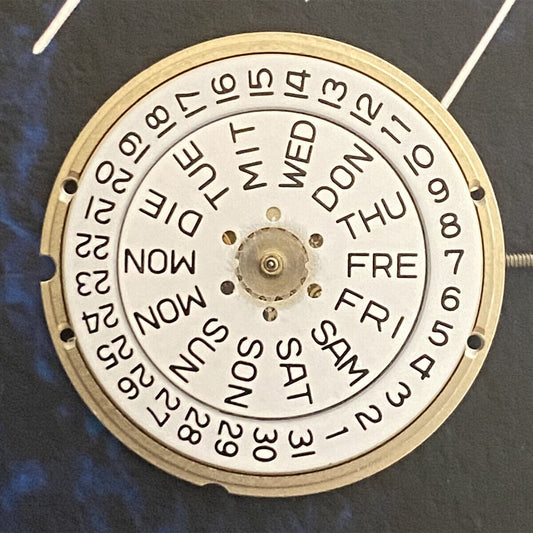 1
2
3
4
5
6
7
8
9
10
11
12
13
14
15
16
17
18
19
20
21
22
23
24
25
26
27
28
29
30
31
MON
MON
DIE
TUE
MIT
WED
DON
THU
FRE
FRI
SAM
SAT
SON
SUN